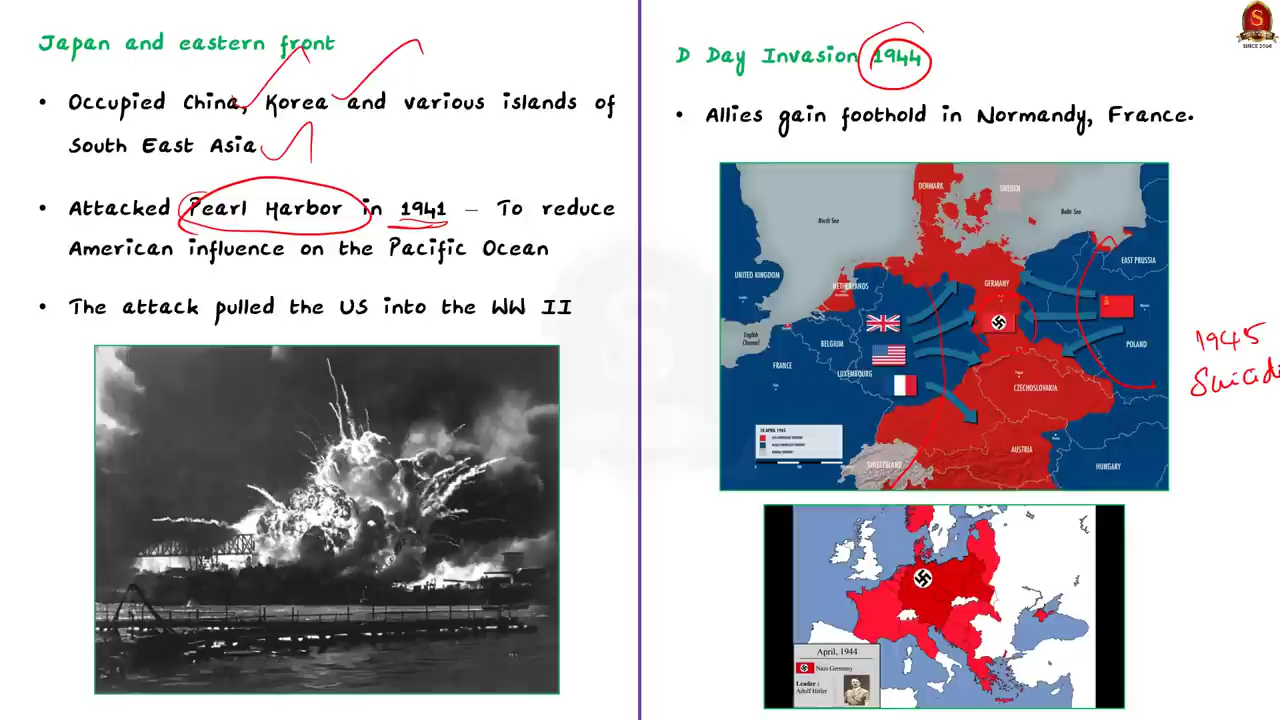 Japan and eastern front
• Occupied China, Korea and various islands of
South East Asia
• Attacked Pearl Harbor in 1941 – To reduce
American influence on the Pacific Ocean
• The attack pulled the US into the WW II
S
SINCE 2004
D Day Invasion 1944
• Allies gain foothold in Normandy, France.
DENMARK
SWEDEN
North Sea
Baltic Sea
EAST PRUSSIA
UNITED KINGDOM
NETHERLANDS
GERMANY
English
Channel
BELGIUM
POLAND
FRANCE
LUXEMBOURG
CZECHOSLOVAKIA
AUSTRIA
SWITZERLAND
HUNGARY
1945
April, 1944
Nazi Germany
Leader :
Adolf Hitler